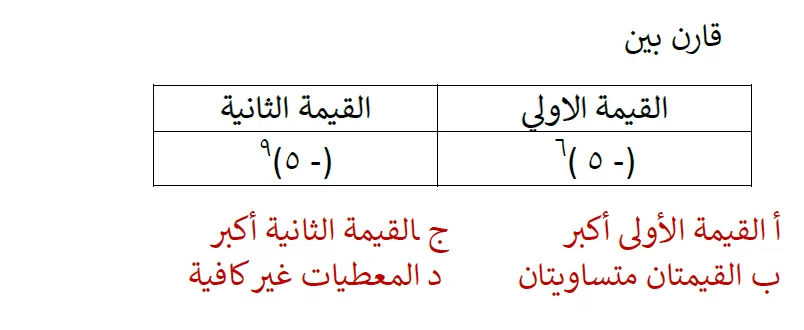 قارن بين
القيمة الاولي القيمة الثانية
(- ٥ )^٦ (- ٥)^٩
أ القيمة الأولى أكبر ج القيمة الثانية أكبر
ب القيمتان متساويتان د المعطيات غير كافية